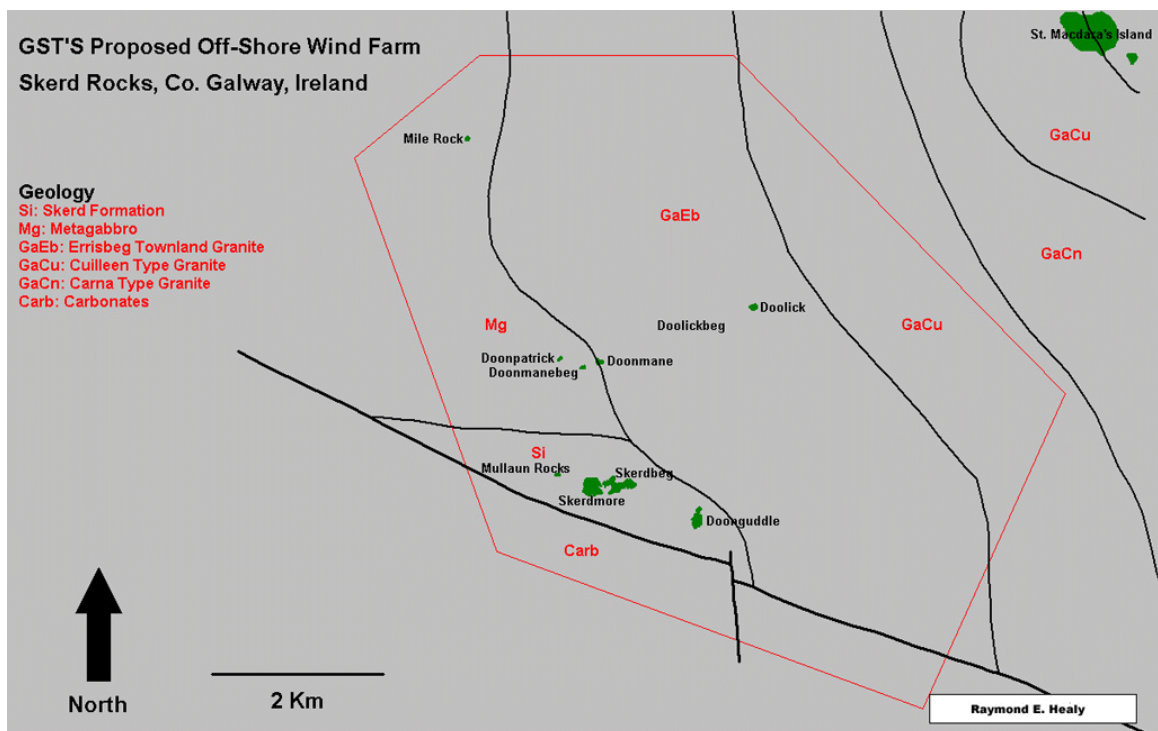 GST'S Proposed Off-Shore Wind Farm
Skerd Rocks, Co. Galway, Ireland
St. Macdara's Island
Mile Rock
GaCu
Geology
Si: Skerd Formation
Mg: Metagabbro
GaEb: Errisbeg Townland Granite
GaCu: Cuilleen Type Granite
GaCn: Carna Type Granite
Carb: Carbonates
GaEb
GaCn
Doolick
Mg
Doolickbeg
GaCu
Doonpatrick
Doonmane
Doonmanebeg
Si
Mullaun Rocks
Skerdbeg
Skerdmore
Doonguddle
Carb
North
2 Km
Raymond E. Healy